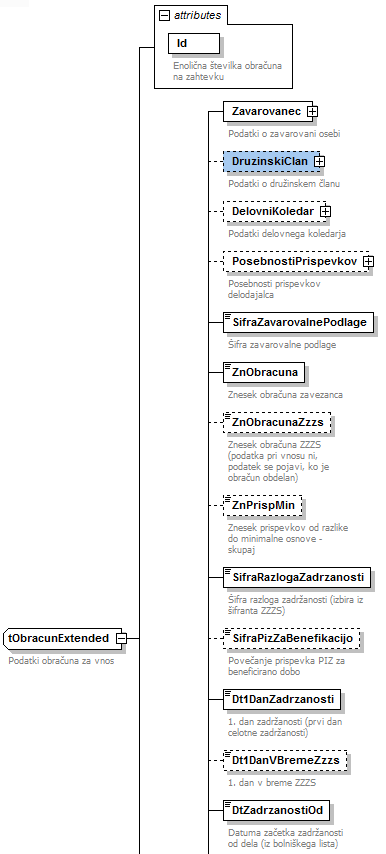 attributes
Id
Enolična številka obračuna
na zahtevku
Zavarovanec
Podatki o zavarovani osebi
DruzinskiClan
Podatki o družinskem članu
DelovniKoledar
Podatki delovnega koledarja
PosebnostiPrispevkov
Posebnosti prispevkov
delodajalca
SifraZavarovalnePodlage
Šifra zavarovalne podlage
ZnObracuna
Znesek obračuna zavezanca
ZnObracunaZzzs
Znesek obračuna ZZZS
(podatka pri vnosu ni,
podatek se pojavi, ko je
obračun obdelan)
ZnPrispMin
Znesek prispevkov od razlike
do minimalne osnove -
skupaj
SifraRazlogaZadrzanosti
Šifra razloga zadržanosti (izbira iz
šifranta ZZZS)
tObracunExtended
Podatki obračuna za vnos
SifraPizZaBenefikacijo
Povečanje prispevka PIZ za
beneficirano dobo
Dt1DanZadrzanosti
1. dan zadržanosti (prvi dan
celotne zadržanosti)
Dt1DanVBremeZzzs
1. dan v breme ZZZS
DtZadrzanostiOd
Datuma začetka zadržanosti
od dela (iz bolniškega lista)